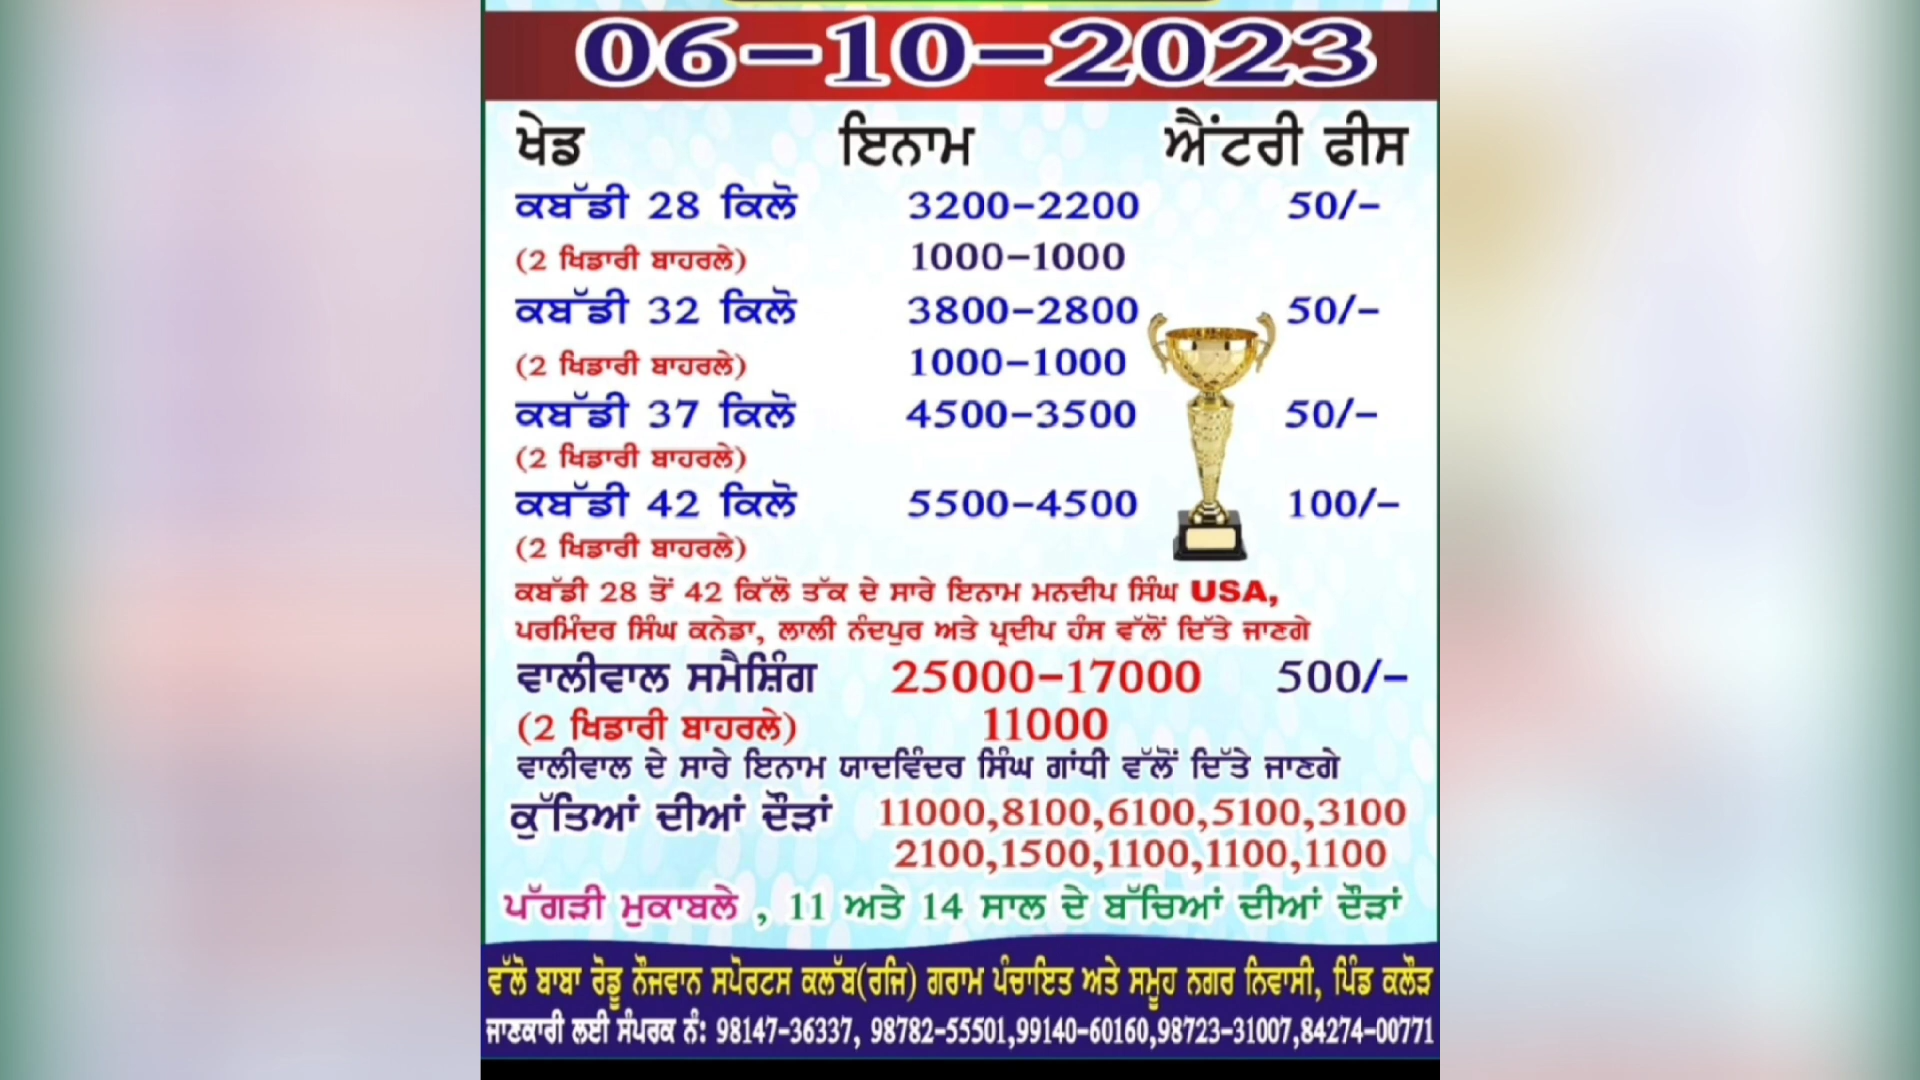 06-10-2023
ਖੇਡ ਇਨਾਮ ਐਂਟਰੀ ਫੀਸ
ਕਬੱਡੀ 28 ਕਿਲੋ 3200-2200 50/-
(2 ਖਿਡਾਰੀ ਬਾਹਰਲੇ) 1000-1000
ਕਬੱਡੀ 32 ਕਿਲੋ 3800-2800 50/-
(2 ਖਿਡਾਰੀ ਬਾਹਰਲੇ) 1000-1000
ਕਬੱਡੀ 37 ਕਿਲੋ 4500-3500 50/-
(2 ਖਿਡਾਰੀ ਬਾਹਰਲੇ)
ਕਬੱਡੀ 42 ਕਿਲੋ 5500-4500 100/-
(2 ਖਿਡਾਰੀ ਬਾਹਰਲੇ)
ਕਬੱਡੀ 28 ਤੋਂ 42 ਕਿੱਲੋ ਤੱਕ ਦੇ ਸਾਰੇ ਇਨਾਮ ਮਨਦੀਪ ਸਿੰਘ USA,
ਪਰਮਿੰਦਰ ਸਿੰਘ ਕਨੇਡਾ, ਲਾਲੀ ਨੰਦਪੁਰ ਅਤੇ ਪ੍ਰਦੀਪ ਹੰਸ ਵੱਲੋਂ ਦਿੱਤੇ ਜਾਣਗੇ
ਵਾਲੀਵਾਲ ਸਮੈਸ਼ਿੰਗ 25000-17000 500/-
(2 ਖਿਡਾਰੀ ਬਾਹਰਲੇ) 11000
ਵਾਲੀਵਾਲ ਦੇ ਸਾਰੇ ਇਨਾਮ ਯਾਦਵਿੰਦਰ ਸਿੰਘ ਗਾਂਧੀ ਵੱਲੋਂ ਦਿੱਤੇ ਜਾਣਗੇ
ਕੁੱਤਿਆਂ ਦੀਆਂ ਦੌੜਾਂ 11000,8100,6100,5100,3100
2100,1500,1100,1100,1100
ਪੱਗੜੀ ਮੁਕਾਬਲੇ , 11 ਅਤੇ 14 ਸਾਲ ਦੇ ਬੱਚਿਆਂ ਦੀਆਂ ਦੌੜਾਂ
ਵੱਲੋ ਬਾਬਾ ਰੋਡੂ ਨੌਜਵਾਨ ਸਪੋਰਟਸ ਕਲੱਬ(ਰਜਿ) ਗਰਾਮ ਪੰਚਾਇਤ ਅਤੇ ਸਮੂਹ ਨਗਰ ਨਿਵਾਸੀ, ਪਿੰਡ ਕਲੌੜ
ਜਾਣਕਾਰੀ ਲਈ ਸੰਪਰਕ ਨੰ: 98147-36337, 98782-55501,99140-60160,98723-31007,84274-00771